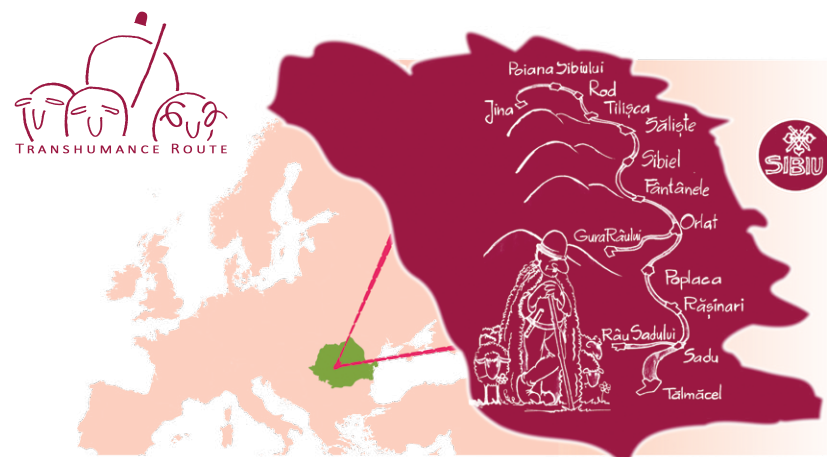 TRANSHUMANCE ROUTE
Poiana Sibiului
Jina
Rod
Tilișca
Săliște
SIBIU
Sibiel
Fântânele
Orlat
Gura Râului
Poplaca
Rășinari
Râu Sadului
Sadu
Tălmăcel